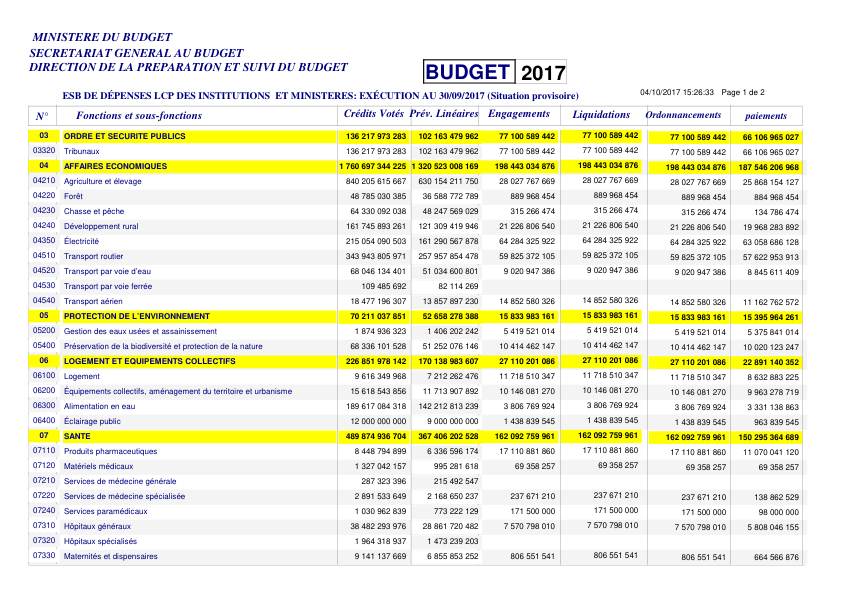 MINISTERE DU BUDGET
SECRETARIAT GENERAL AU BUDGET
DIRECTION DE LA PREPARATION ET SUIVI DU BUDGET
BUDGET 2017
ESB DE DÉPENSES LCP DES INSTITUTIONS ET MINISTERES: EXÉCUTION AU 30/09/2017 (Situation provisoire) 04/10/2017 15:26:33 Page 1 de 2
N° Fonctions et sous-fonctions Crédits Votés Prév. Linéaires Engagements Liquidations Ordonnancements paiements
03 ORDRE ET SECURITE PUBLICS 136 217 973 283 102 163 479 962 77 100 589 442 77 100 589 442 77 100 589 442 66 106 965 027
03320 Tribunaux 136 217 973 283 102 163 479 962 77 100 589 442 77 100 589 442 77 100 589 442 66 106 965 027
04 AFFAIRES ECONOMIQUES 1 760 697 344 225 1 320 523 008 169 198 443 034 876 198 443 034 876 198 443 034 876 187 546 206 968
04210 Agriculture et élevage 840 205 615 667 630 154 211 750 28 027 767 669 28 027 767 669 28 027 767 669 25 868 154 127
04220 Forêt 48 785 030 385 36 588 772 789 889 968 454 889 968 454 889 968 454 884 968 454
04230 Chasse et pêche 64 330 092 038 48 247 569 029 315 266 474 315 266 474 315 266 474 134 786 474
04240 Développement rural 161 745 893 261 121 309 419 946 21 226 806 540 21 226 806 540 21 226 806 540 19 968 283 892
04350 Électricité 215 054 090 503 161 290 567 878 64 284 325 922 64 284 325 922 64 284 325 922 63 058 686 128
04510 Transport routier 343 943 805 971 257 957 854 478 59 825 372 105 59 825 372 105 59 825 372 105 57 622 953 913
04520 Transport par voie d'eau 68 046 134 401 51 034 600 801 9 020 947 386 9 020 947 386 9 020 947 386 8 845 611 409
04530 Transport par voie ferrée 109 485 692 82 114 269
04540 Transport aérien 18 477 196 307 13 857 897 230 14 852 580 326 14 852 580 326 14 852 580 326 11 162 762 572
05 PROTECTION DE L'ENVIRONNEMENT 70 211 037 851 52 658 278 388 15 833 983 161 15 833 983 161 15 833 983 161 15 395 964 261
05200 Gestion des eaux usées et assainissement 1 874 936 323 1 406 202 242 5 419 521 014 5 419 521 014 5 419 521 014 5 375 841 014
05400 Préservation de la biodiversité et protection de la nature 68 336 101 528 51 252 076 146 10 414 462 147 10 414 462 147 10 414 462 147 10 020 123 247
06 LOGEMENT ET EQUIPEMENTS COLLECTIFS 226 851 978 142 170 138 983 607 27 110 201 086 27 110 201 086 27 110 201 086 22 891 140 352
06100 Logement 9 616 349 968 7 212 262 476 11 718 510 347 11 718 510 347 11 718 510 347 8 632 883 225
06200 Équipements collectifs, aménagement du territoire et urbanisme 15 618 543 856 11 713 907 892 10 146 081 270 10 146 081 270 10 146 081 270 9 963 278 719
06300 Alimentation en eau 189 617 084 318 142 212 813 239 3 806 769 924 3 806 769 924 3 806 769 924 3 331 138 863
06400 Éclairage public 12 000 000 000 9 000 000 000 1 438 839 545 1 438 839 545 1 438 839 545 963 839 545
07 SANTE 489 874 936 704 367 406 202 528 162 092 759 961 162 092 759 961 162 092 759 961 150 295 364 689
07110 Produits pharmaceutiques 8 448 794 899 6 336 596 174 17 110 881 860 17 110 881 860 17 110 881 860 11 070 041 120
07120 Matériels médicaux 1 327 042 157 995 281 618 69 358 257 69 358 257 69 358 257 69 358 257
07210 Services de médecine générale 287 323 396 215 492 547
07220 Services de médecine spécialisée 2 891 533 649 2 168 650 237 237 671 210 237 671 210 237 671 210 138 862 529
07240 Services paramédicaux 1 030 962 839 773 222 129 171 500 000 171 500 000 171 500 000 98 000 000
07310 Hôpitaux généraux 38 482 293 976 28 861 720 482 7 570 798 010 7 570 798 010 7 570 798 010 5 808 046 155
07320 Hôpitaux spécialisés 1 964 318 937 1 473 239 203
07330 Maternités et dispensaires 9 141 137 669 6 855 853 252 806 551 541 806 551 541 806 551 541 664 566 876